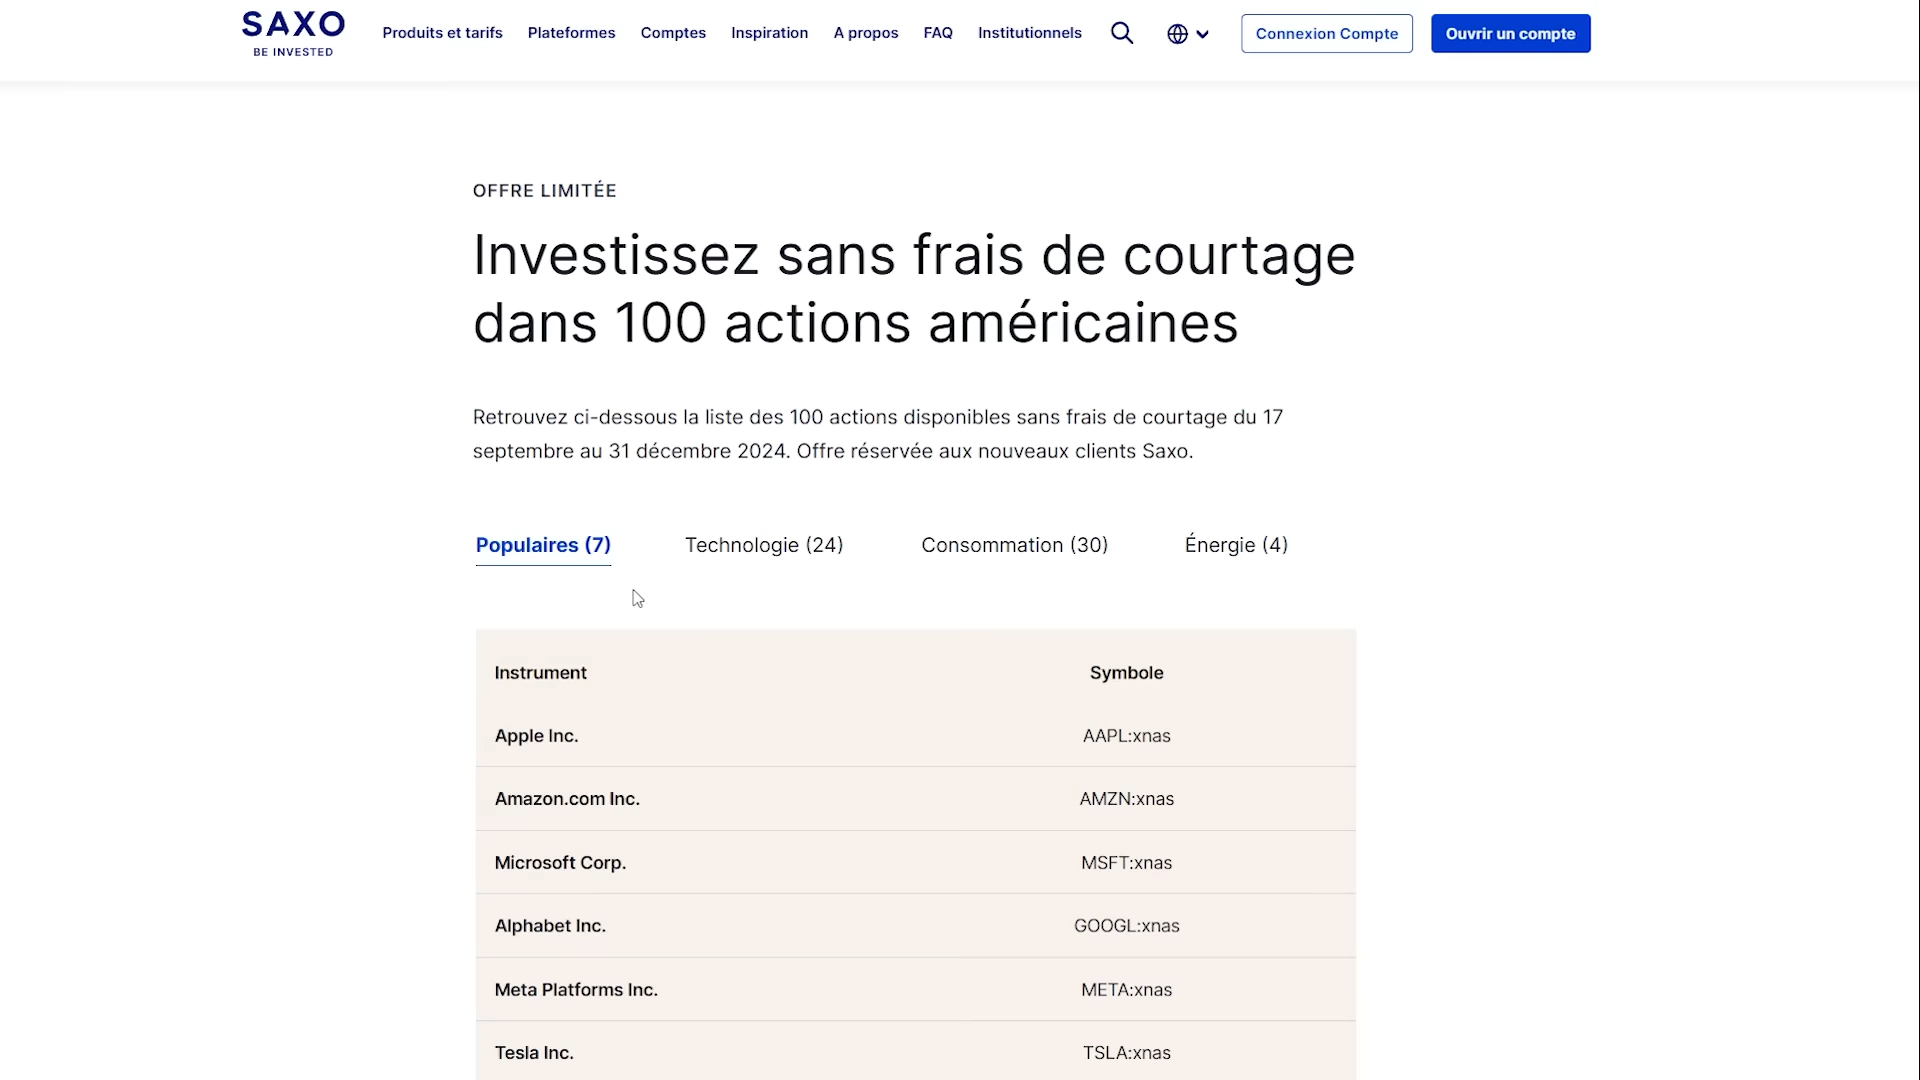 SAXO
BE INVESTED
Produits et tarifs
Plateformes
Comptes
Inspiration
A propos
FAQ
Institutionnels
Connexion Compte
Ouvrir un compte
OFFRE LIMITÉE
Investissez sans frais de courtage
dans 100 actions américaines
Retrouvez ci-dessous la liste des 100 actions disponibles sans frais de courtage du 17
septembre au 31 décembre 2024. Offre réservée aux nouveaux clients Saxo.
Populaires (7)
Technologie (24)
Consommation (30)
Énergie (4)
Instrument
Symbole
Apple Inc.
AAPL:xnas
Amazon.com Inc.
AMZN:xnas
Microsoft Corp.
MSFT:xnas
Alphabet Inc.
GOOGL:xnas
Meta Platforms Inc.
META:xnas
Tesla Inc.
TSLA:xnas